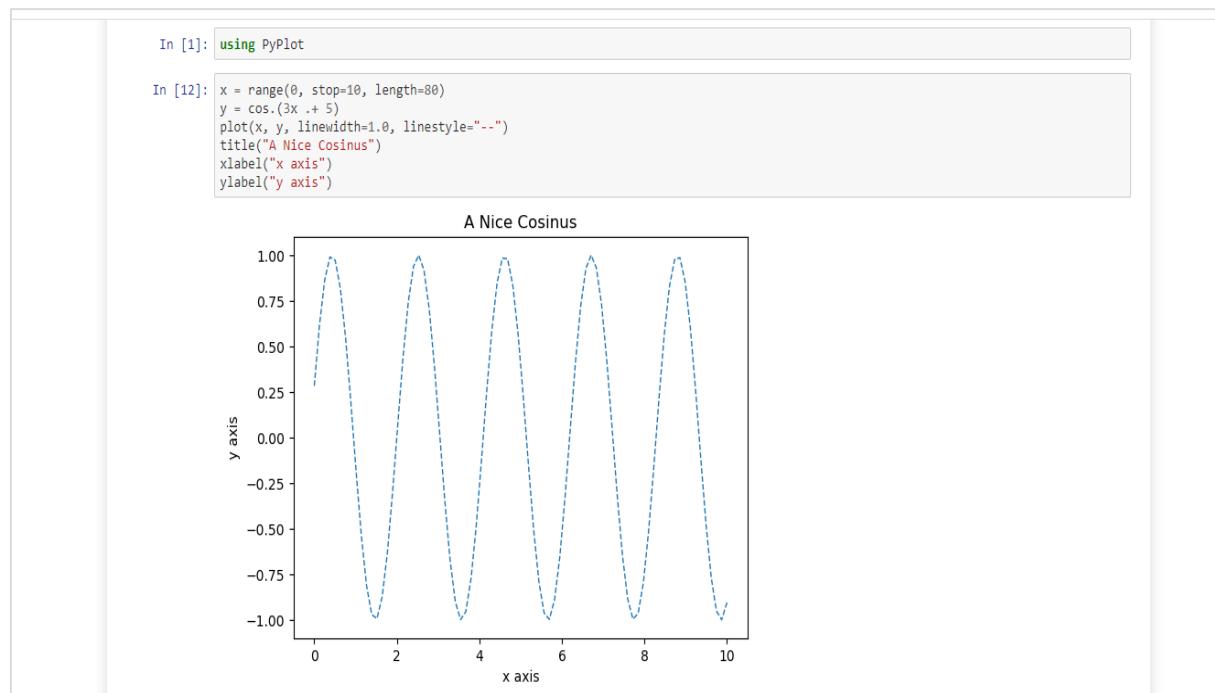 In [1]: using PyPlot
In [12]: x = range(0, stop=10, length=80)
y = cos.(3x .+ 5)
plot(x, y, linewidth=1.0, linestyle="--")
title("A Nice Cosinus")
xlabel("x axis")
ylabel("y axis")
A Nice Cosinus
1.00
0.75
0.50
0.25
0.00
−0.25
−0.50
−0.75
−1.00
y axis
0 2 4 6 8 10
x axis